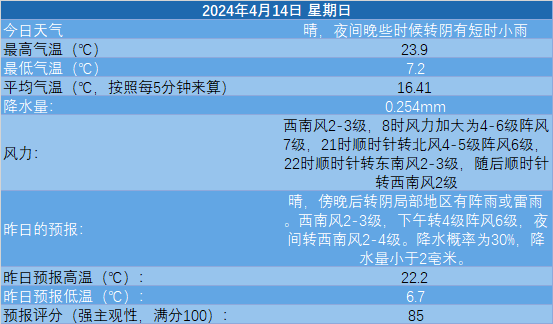 2024年4月14日 星期日
今日天气 晴，夜间晚些时候转阴有短时小雨
最高气温（℃） 23.9
最低气温（℃） 7.2
平均气温（℃，按照每5分钟来算） 16.41
降水量： 0.254mm
风力：
西南风2-3级，8时风力加大为4-6级阵风
7级，21时顺时针转北风4-5级阵风6级，
22时顺时针转东南风2-3级，随后顺时针
转西南风2级
昨日的预报：
晴，傍晚后转阴局部地区有阵雨或雷雨
。西南风2-3级，下午转4级阵风6级，夜
间转西南风2-4级。降水概率为30%，降
水量小于2毫米。
昨日预报高温（℃）： 22.2
昨日预报低温（℃）： 6.7
预报评分（强主观性，满分100）： 85